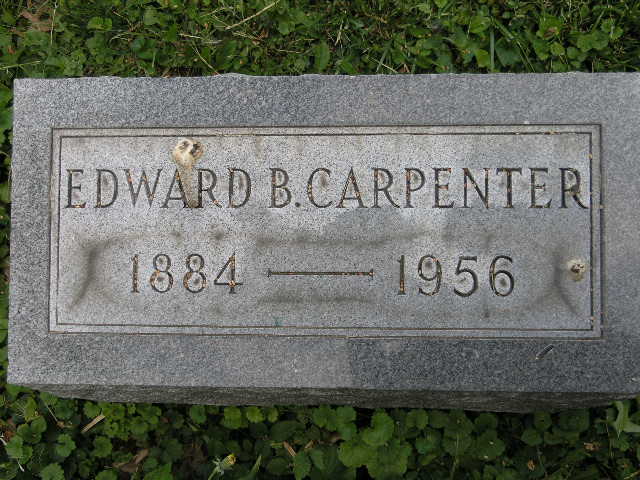 EDWARD B. CARPENTER
1884 — 1956